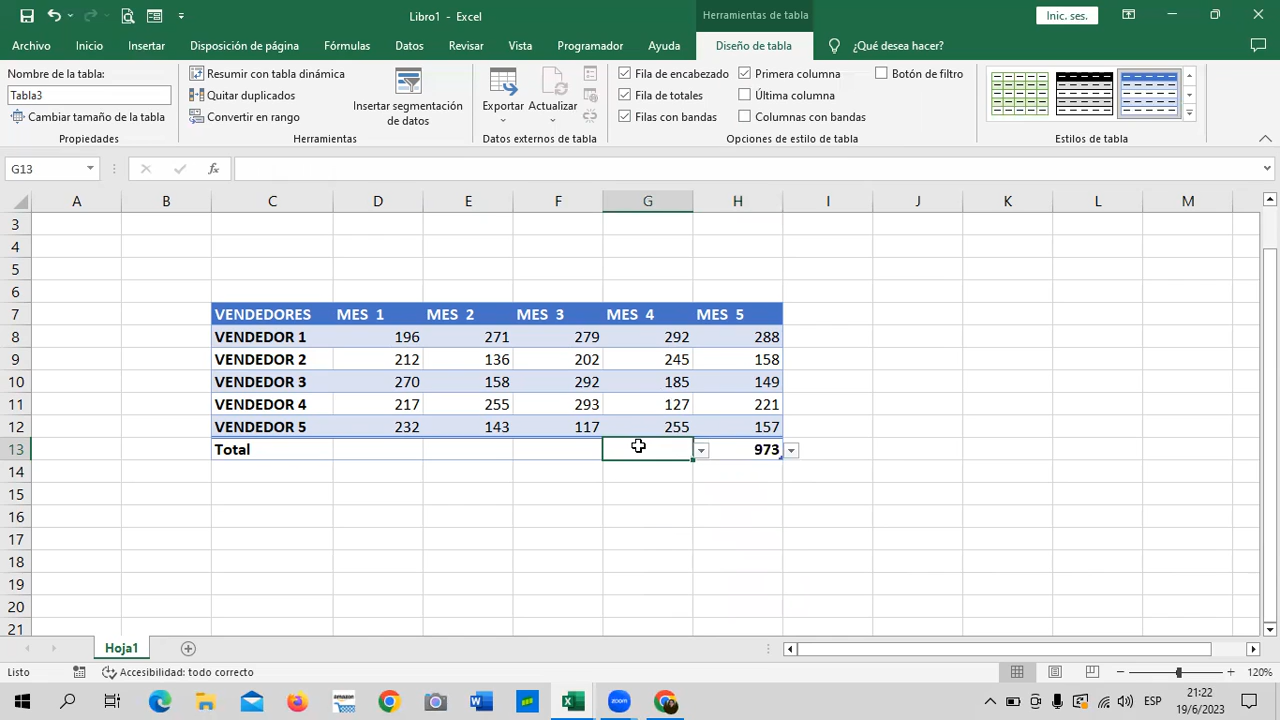 Libro1 - Excel
Herramientas de tabla
Inic. ses.
Archivo Inicio Insertar Disposición de página Fórmulas Datos Revisar Vista Programador Ayuda Diseño de tabla ¿Qué desea hacer?
Nombre de la tabla:
Tabla3
Cambiar tamaño de la tabla
Propiedades
Resumir con tabla dinámica
Quitar duplicados
Convertir en rango
Insertar segmentación
de datos
Herramientas
Exportar Actualizar
Datos externos de tabla
Fila de encabezado Primera columna Botón de filtro
Fila de totales Última columna
Filas con bandas Columnas con bandas
Opciones de estilo de tabla
Estilos de tabla
G13 fx
A B C D E F G H I J K L M
3
4
5
6
7 VENDEDORES MES 1 MES 2 MES 3 MES 4 MES 5
8 VENDEDOR 1 196 271 279 292 288
9 VENDEDOR 2 212 136 202 245 158
10 VENDEDOR 3 270 158 292 185 149
11 VENDEDOR 4 217 255 293 127 221
12 VENDEDOR 5 232 143 117 255 157
13 Total 973
14
15
16
17
18
19
20
21
Hoja1
Listo Accesibilidad: todo correcto 120%
amazon
ESP
21:22
19/6/2023